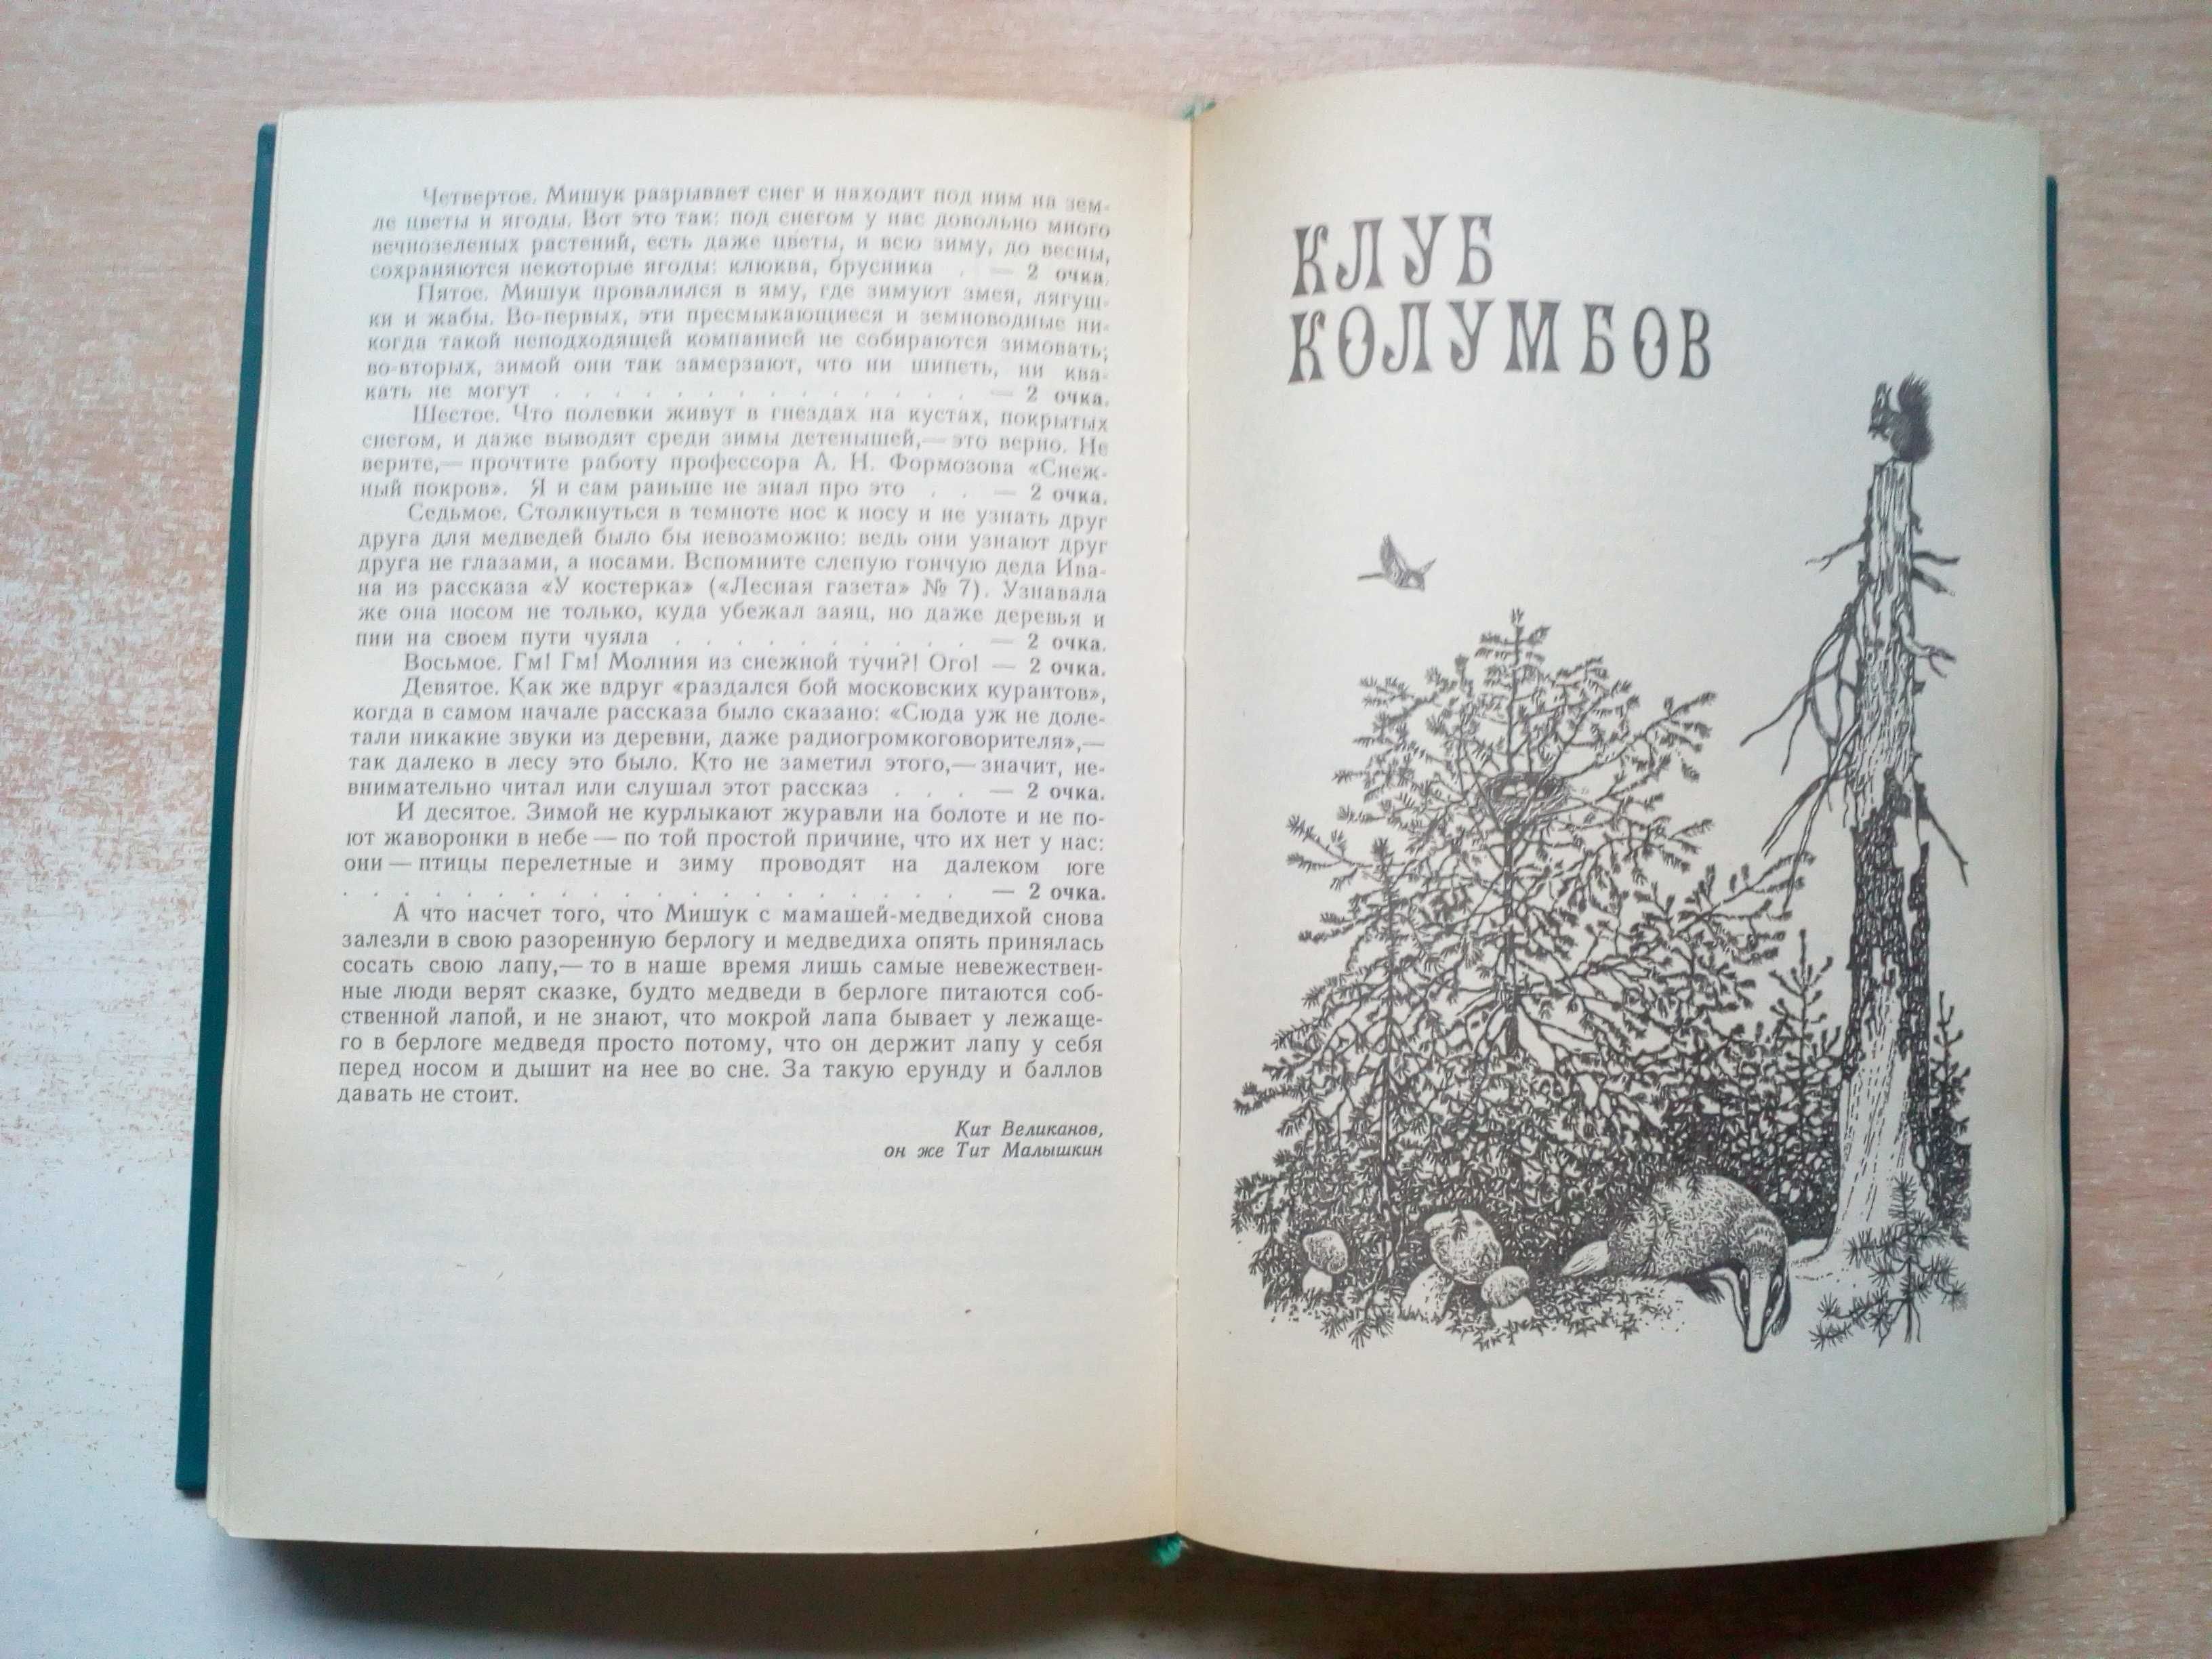 Четвертое. Мишук разрывает снег и находит под ним на зем-
ле цветы и ягоды. Вот это так: под снегом у нас довольно много
вечнозеленых растений, есть даже цветы, и всю зиму, до весны,
сохраняются некоторые ягоды: клюква, брусника . — 2 очка.
Пятое. Мишук провалился в яму, где зимуют змея, лягуш-
ки и жабы. Во-первых, эти пресмыкающиеся и земноводные ни-
когда такой неподходящей компанией не собираются зимовать;
во-вторых, зимой они так замерзают, что ни шипеть, ни ква-
кать не могут . . . . . . . . . . . . — 2 очка.
Шестое. Что полевки живут в гнездах на кустах, покрытых
снегом, и даже выводят среди зимы детенышей,— это верно. Не
верите,— прочтите работу профессора А. Н. Формозова «Снеж-
ный покров». Я и сам раньше не знал про это . . — 2 очка.
Седьмое. Столкнуться в темноте нос к носу и не узнать друг
друга для медведей было бы невозможно: ведь они узнают друг
друга не глазами, а носами. Вспомните слепую гончую деда Ива-
на из рассказа «У костерка» («Лесная газета» № 7). Узнавала
же она носом не только, куда убежал заяц, но даже деревья и
пни на своем пути чуяла . . . . . . . . . . — 2 очка.
Восьмое. Гм! Гм! Молния из снежной тучи?! Ого! — 2 очка.
Девятое. Как же вдруг «раздался бой московских курантов»,
когда в самом начале рассказа было сказано: «Сюда уж не доле-
тали никакие звуки из деревни, даже радиогромкоговорителя»,—
так далеко в лесу это было. Кто не заметил этого,— значит, не-
внимательно читал или слушал этот рассказ . . . — 2 очка.
И десятое. Зимой не курлыкают журавли на болоте и не по-
ют жаворонки в небе — по той простой причине, что их нет у нас:
они — птицы перелетные и зиму проводят на далеком юге
. . . . . . . . . . . . . . . . . . . . — 2 очка.
А что насчет того, что Мишук с мамашей-медведихой снова
залезли в свою разоренную берлогу и медведиха опять принялась
сосать свою лапу,— то в наше время лишь самые невежествен-
ные люди верят сказке, будто медведи в берлоге питаются соб-
ственной лапой, и не знают, что мокрой лапа бывает у лежаще-
го в берлоге медведя просто потому, что он держит лапу у себя
перед носом и дышит на нее во сне. За такую ерунду и баллов
давать не стоит.
Кит Великанов,
он же Тит Малышкин
КЛУБ
КОЛУМБОВ